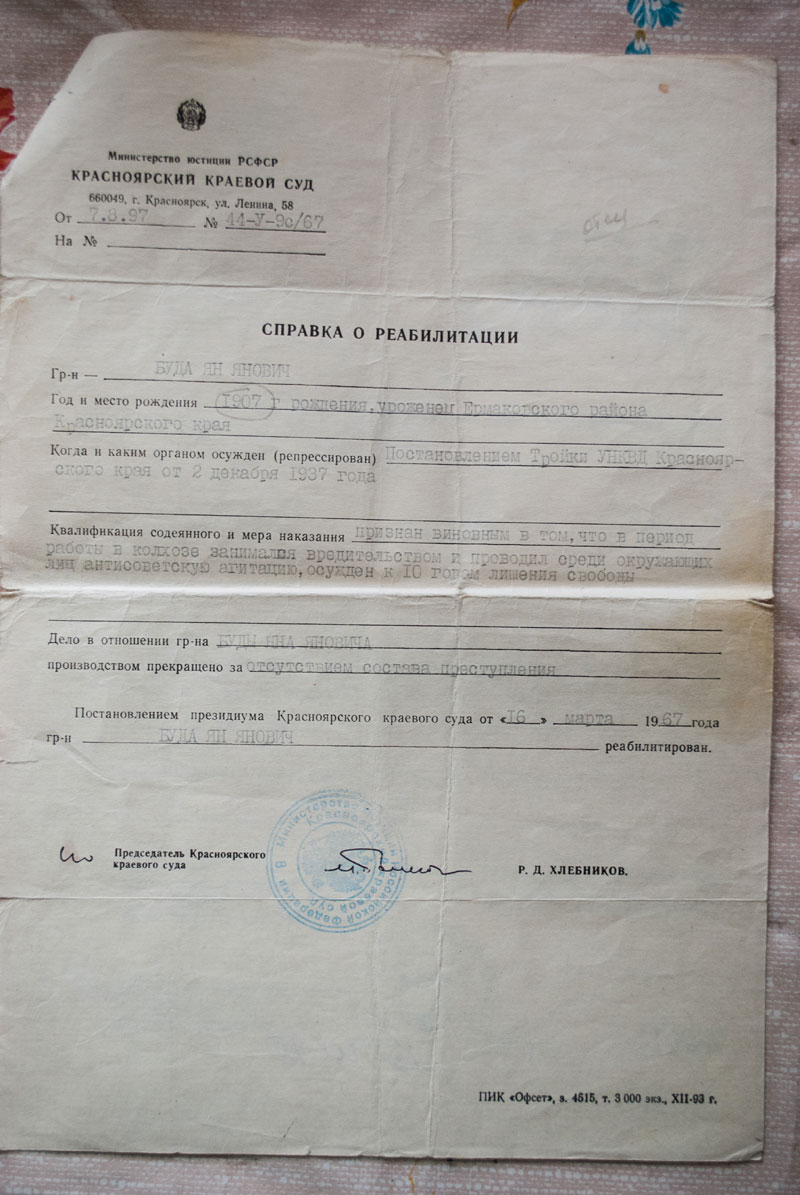 Министерство юстиции РСФСР
КРАСНОЯРСКИЙ КРАЕВОЙ СУД
660049, г. Красноярск, ул. Ленина, 58
От 7.8.97 № 44-У-9с/67
На №
отец
СПРАВКА О РЕАБИЛИТАЦИИ
Гр-н — БУДА ЯН ЯНОВИЧ
Год и место рождения 1907 г рождения, уроженец Ермаковского района
Красноярского края
Когда и каким органом осужден (репрессирован) Постановлением Тройки УНКВД Краснояр-
ского края от 2 декабря 1937 года
Квалификация содеянного и мера наказания признан виновным в том, что в период
работы в колхозе занимался вредительством и проводил среди окружающих
лиц антисоветскую агитацию, осужден к 10 годам лишения свободы
Дело в отношении гр-на БУДЫ ЯНА ЯНОВИЧА
производством прекращено за отсутствием состава преступления
Постановлением президиума Красноярского краевого суда от «16» марта 1967 года
гр-н БУДА ЯН ЯНОВИЧ реабилитирован.
Председатель Красноярского
краевого суда
Р. Д. ХЛЕБНИКОВ.
ПИК «Офсет», з. 4515, т. 3 000 экз., XII-93 г.